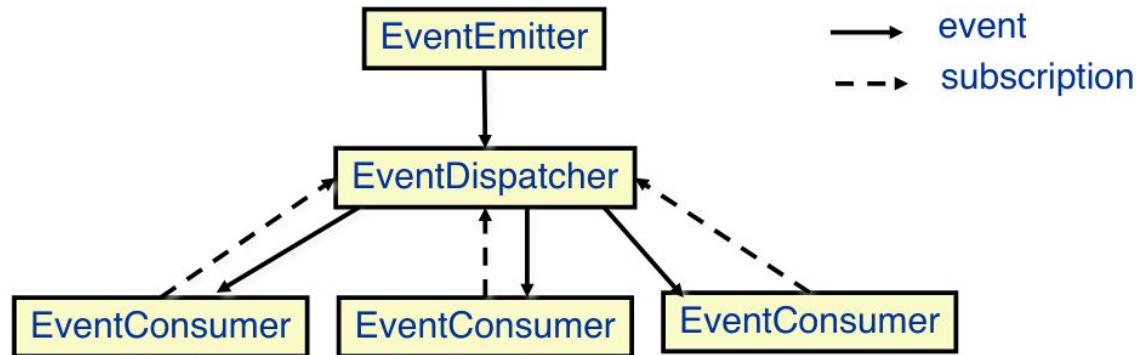 EventEmitter
event
subscription
EventDispatcher
EventConsumer
EventConsumer
EventConsumer